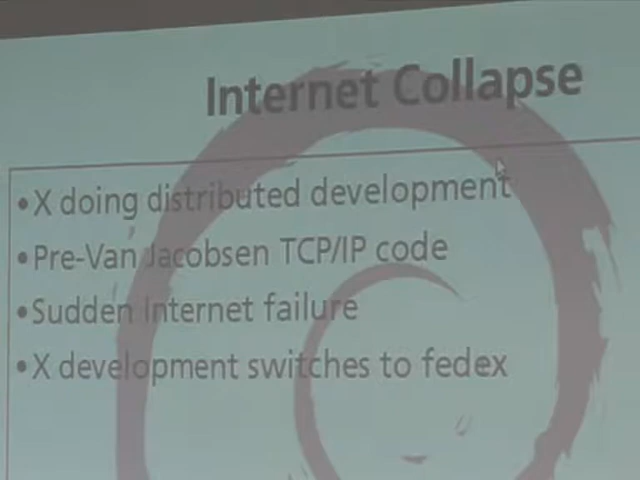 Internet Collapse
•X doing distributed development
•Pre-Van Jacobsen TCP/IP code
•Sudden Internet failure
•X development switches to fedex